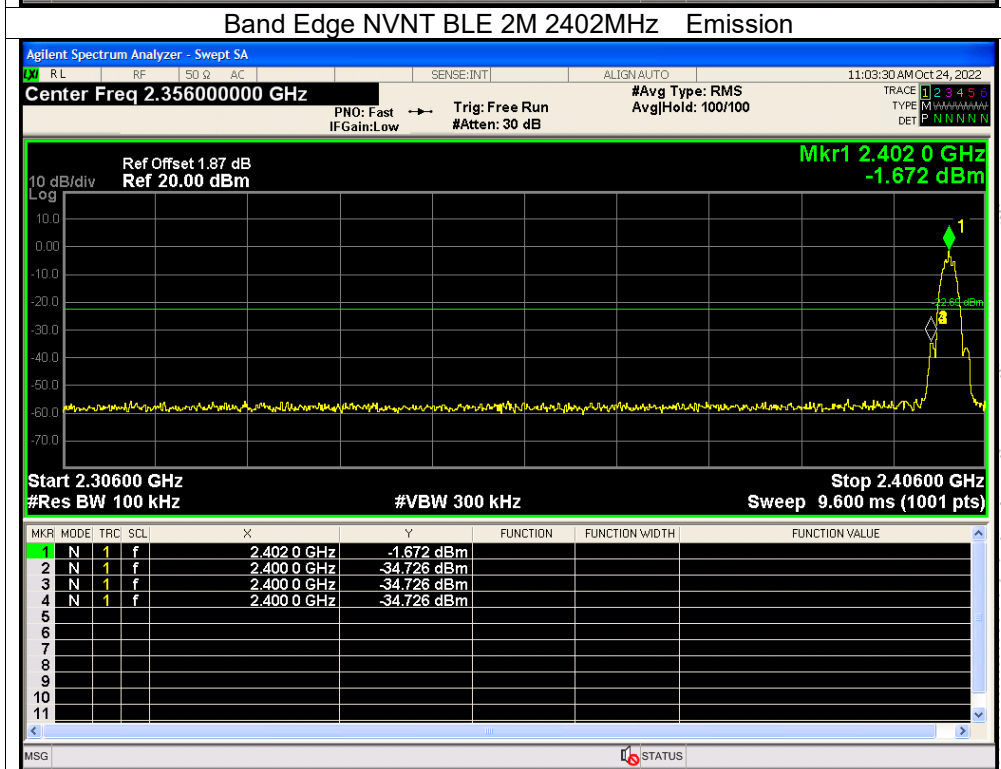 Band Edge NVNT BLE 2M 2402MHz Emission
Agilent Spectrum Analyzer - Swept SA
LXI RL RF 50 Ω AC SENSE:INT ALIGN AUTO 11:03:30 AM Oct 24, 2022
Center Freq 2.356000000 GHz #Avg Type: RMS TRACE 1 2 3 4 5 6
PNO: Fast Trig: Free Run Avg|Hold: 100/100 TYPE M WWWWW
IFGain:Low #Atten: 30 dB DET P N N N N N
Mkr1 2.402 0 GHz
Ref Offset 1.87 dB
10 dB/div Ref 20.00 dBm -1.672 dBm
Log
10.0
1
0.00
-10.0
-20.0
-22.69 dBm
-30.0
-40.0
-50.0
-60.0
-70.0
Start 2.30600 GHz Stop 2.40600 GHz
#Res BW 100 kHz #VBW 300 kHz Sweep 9.600 ms (1001 pts)
MKR MODE TRC SCL X Y FUNCTION FUNCTION WIDTH FUNCTION VALUE
1 N 1 f 2.402 0 GHz -1.672 dBm
2 N 1 f 2.400 0 GHz -34.726 dBm
3 N 1 f 2.400 0 GHz -34.726 dBm
4 N 1 f 2.400 0 GHz -34.726 dBm
5
6
7
8
9
10
11
MSG STATUS